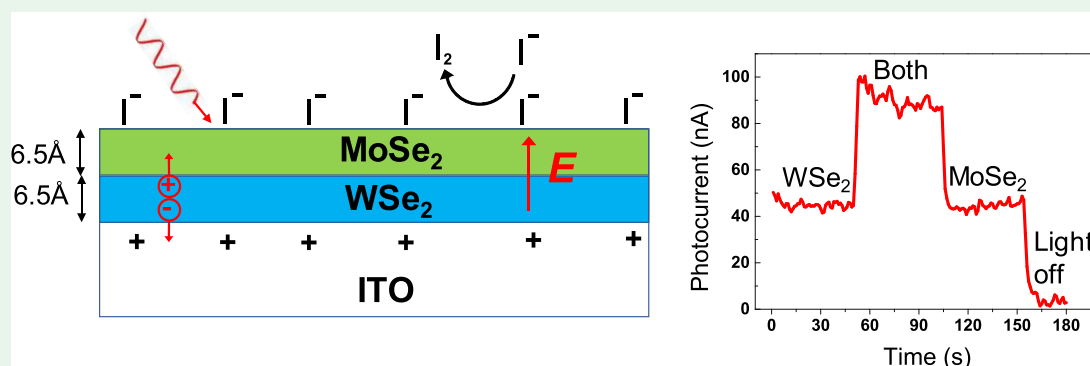 I₂ I⁻
I⁻ I⁻ I⁻ I⁻ I⁻ I⁻
6.5Å
MoSe₂
E
6.5Å
+
-
WSe₂
+ + + + + +
ITO
Photocurrent (nA)
100
80
60
40
20
0
Both
WSe₂
MoSe₂
Light
off
0 30 60 90 120 150 180
Time (s)